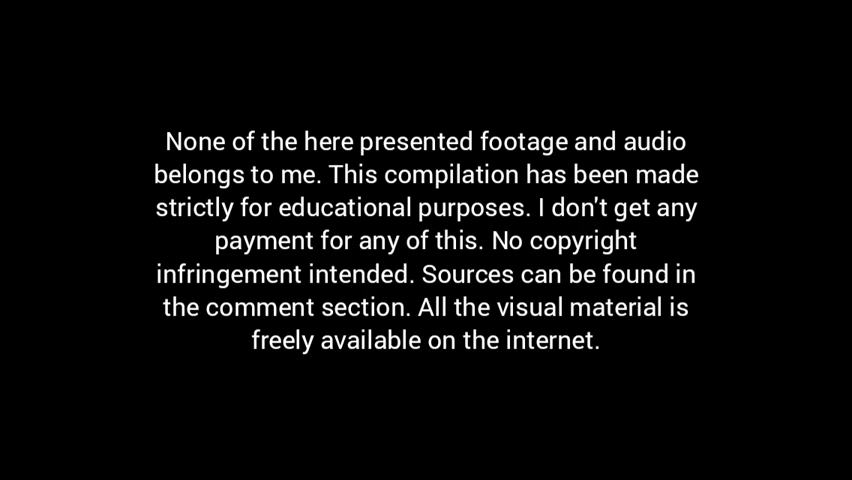 None of the here presented footage and audio
belongs to me. This compilation has been made
strictly for educational purposes. I don't get any
payment for any of this. No copyright
infringement intended. Sources can be found in
the comment section. All the visual material is
freely available on the internet.